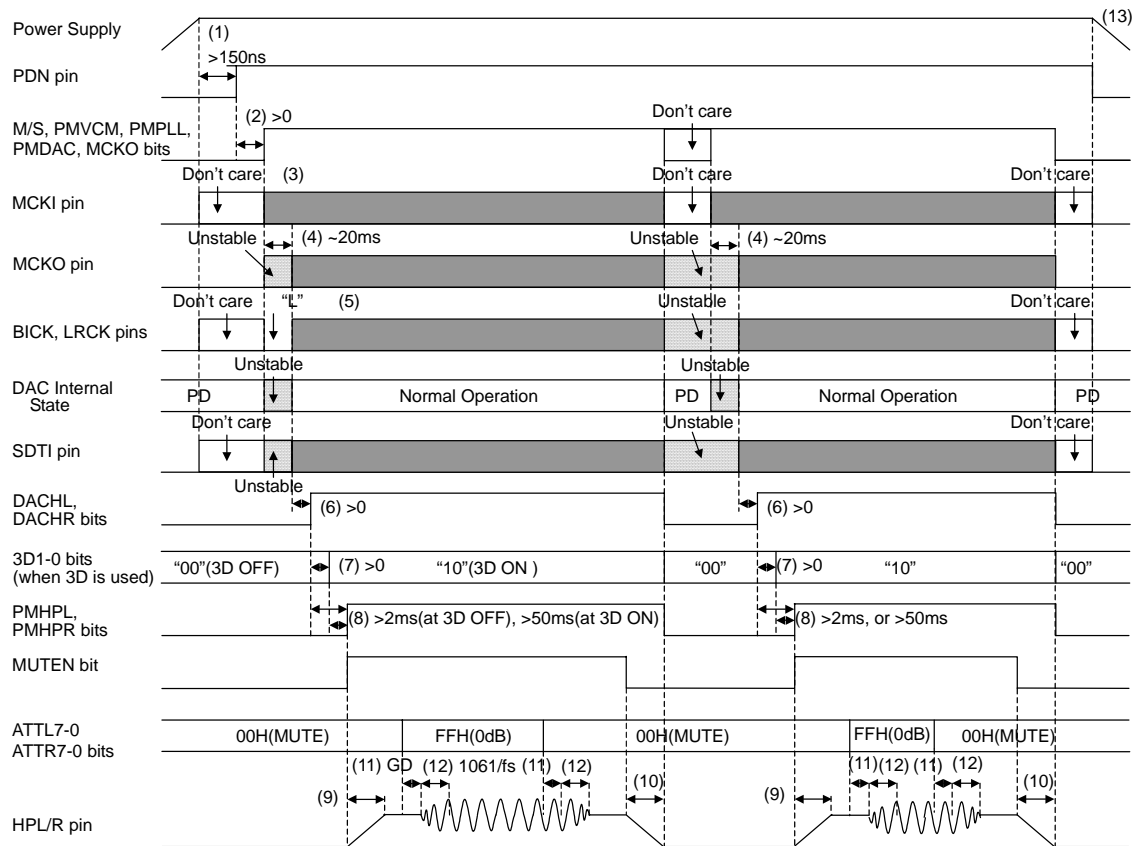 Power Supply
(1)
(13)
>150ns
PDN pin
(2) >0
Don't care
M/S, PMVCM, PMPLL,
PMDAC, MCKO bits
Don't care
(3)
Don't care
Don't care
MCKI pin
Unstable
(4) ~20ms
Unstable
(4) ~20ms
MCKO pin
Don't care
"L"
(5)
Unstable
Don't care
BICK, LRCK pins
Unstable
DAC Internal
State
PD
Normal Operation
PD
Normal Operation
PD
Don't care
Unstable
Don't care
SDTI pin
Unstable
DACHL,
DACHR bits
(6) >0
(6) >0
3D1-0 bits
(when 3D is used)
"00"(3D OFF)
(7) >0
"10"(3D ON )
"00"
(7) >0
"10"
"00"
PMHPL,
PMHPR bits
(8) >2ms(at 3D OFF), >50ms(at 3D ON)
(8) >2ms, or >50ms
MUTEN bit
ATTL7-0
ATTR7-0 bits
00H(MUTE)
FFH(0dB)
00H(MUTE)
FFH(0dB)
00H(MUTE)
(9)
(11) GD
(12) 1061/fs
(11)
(12)
(10)
(9)
(11)
(12)
(11)
(12)
(10)
HPL/R pin